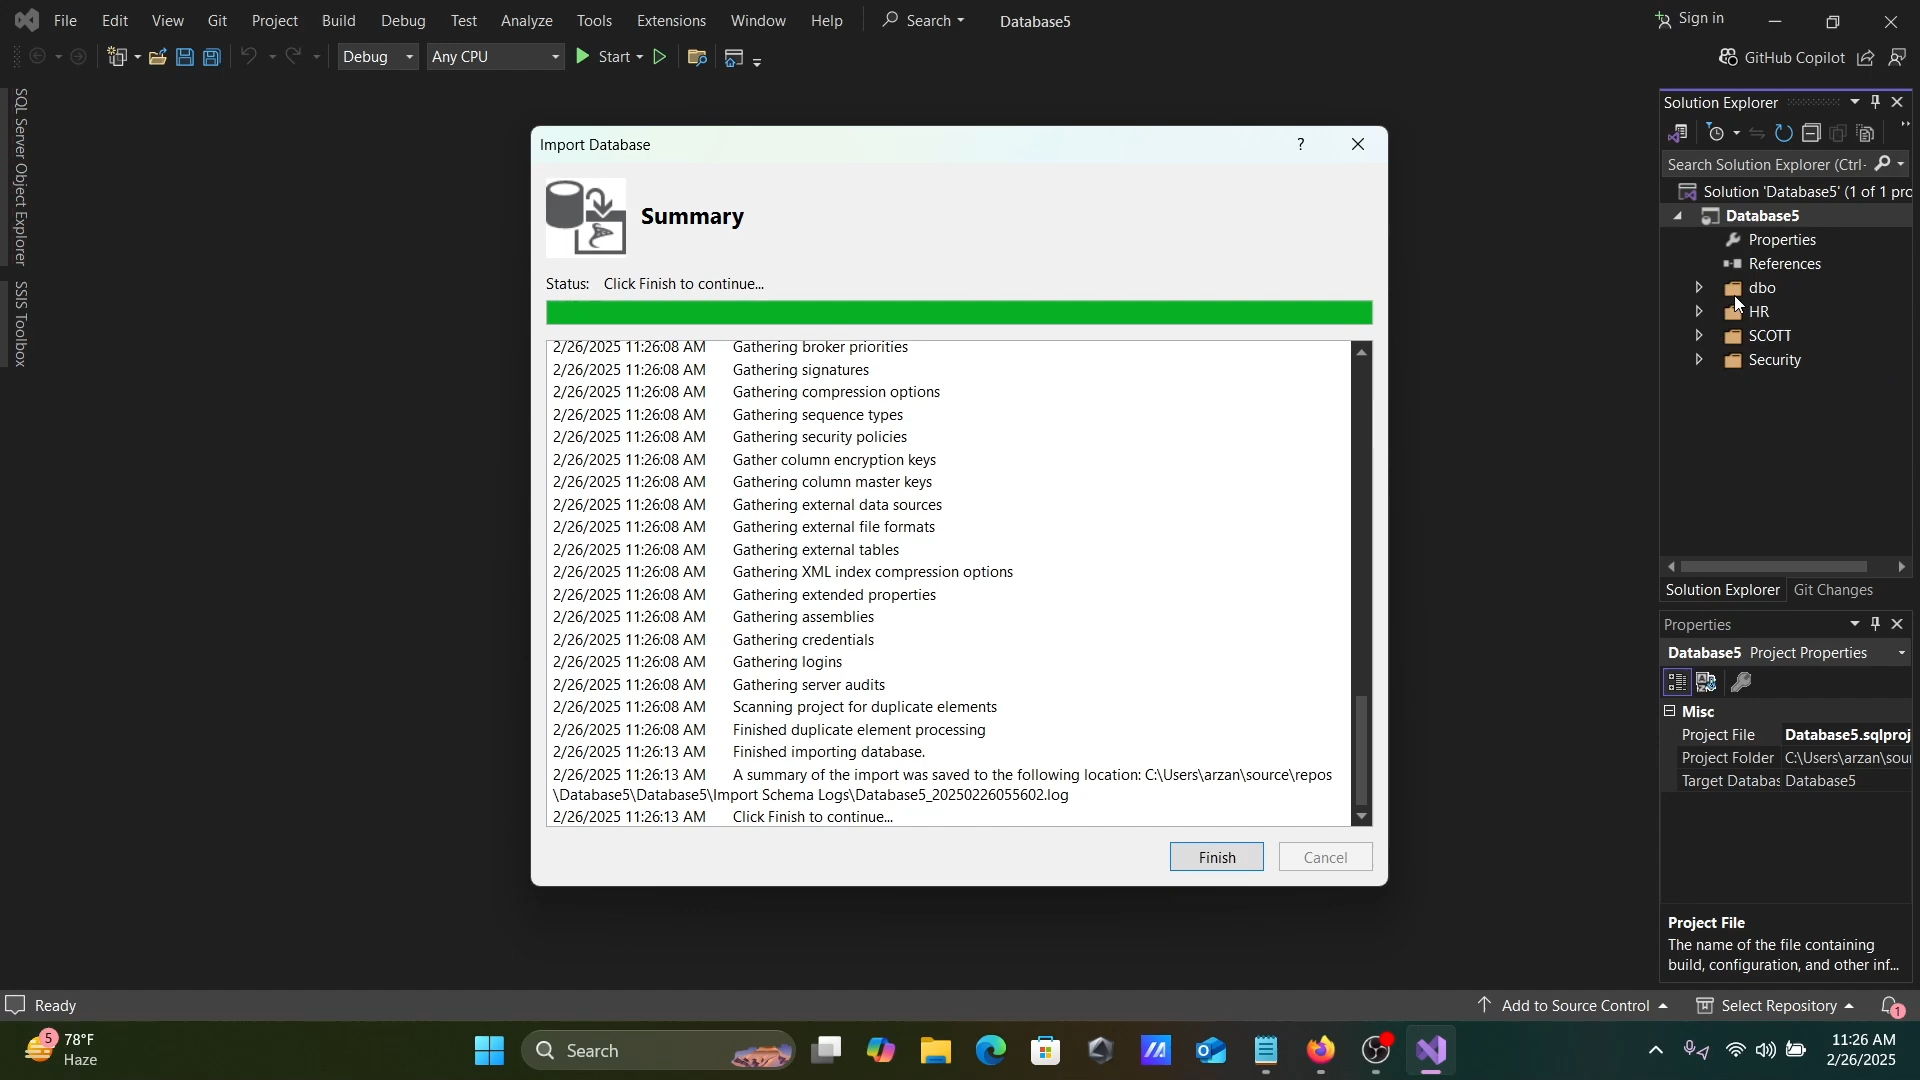 File Edit View Git Project Build Debug Test Analyze Tools Extensions Window Help Search Database5 Sign in
Debug Any CPU Start GitHub Copilot
SQL Server Object Explorer
SSIS Toolbox
Import Database ?
Summary
Status: Click Finish to continue...
2/26/2025 11:26:08 AM Gathering broker priorities
2/26/2025 11:26:08 AM Gathering signatures
2/26/2025 11:26:08 AM Gathering compression options
2/26/2025 11:26:08 AM Gathering sequence types
2/26/2025 11:26:08 AM Gathering security policies
2/26/2025 11:26:08 AM Gather column encryption keys
2/26/2025 11:26:08 AM Gathering column master keys
2/26/2025 11:26:08 AM Gathering external data sources
2/26/2025 11:26:08 AM Gathering external file formats
2/26/2025 11:26:08 AM Gathering external tables
2/26/2025 11:26:08 AM Gathering XML index compression options
2/26/2025 11:26:08 AM Gathering extended properties
2/26/2025 11:26:08 AM Gathering assemblies
2/26/2025 11:26:08 AM Gathering credentials
2/26/2025 11:26:08 AM Gathering logins
2/26/2025 11:26:08 AM Gathering server audits
2/26/2025 11:26:08 AM Scanning project for duplicate elements
2/26/2025 11:26:08 AM Finished duplicate element processing
2/26/2025 11:26:13 AM Finished importing database.
2/26/2025 11:26:13 AM A summary of the import was saved to the following location: C:\Users\arzan\source\repos
\Database5\Database5\Import Schema Logs\Database5_20250226055602.log
2/26/2025 11:26:13 AM Click Finish to continue...
Finish Cancel
Solution Explorer
Search Solution Explorer (Ctrl-
Solution 'Database5' (1 of 1 pro
Database5
Properties
References
dbo
HR
SCOTT
Security
Solution Explorer Git Changes
Properties
Database5 Project Properties
Misc
Project File Database5.sqlproj
Project Folder C:\Users\arzan\sour
Target Databas Database5
Project File
The name of the file containing
build, configuration, and other inf...
Ready Add to Source Control Select Repository 1
5 78°F
Haze
Search
11:26 AM
2/26/2025